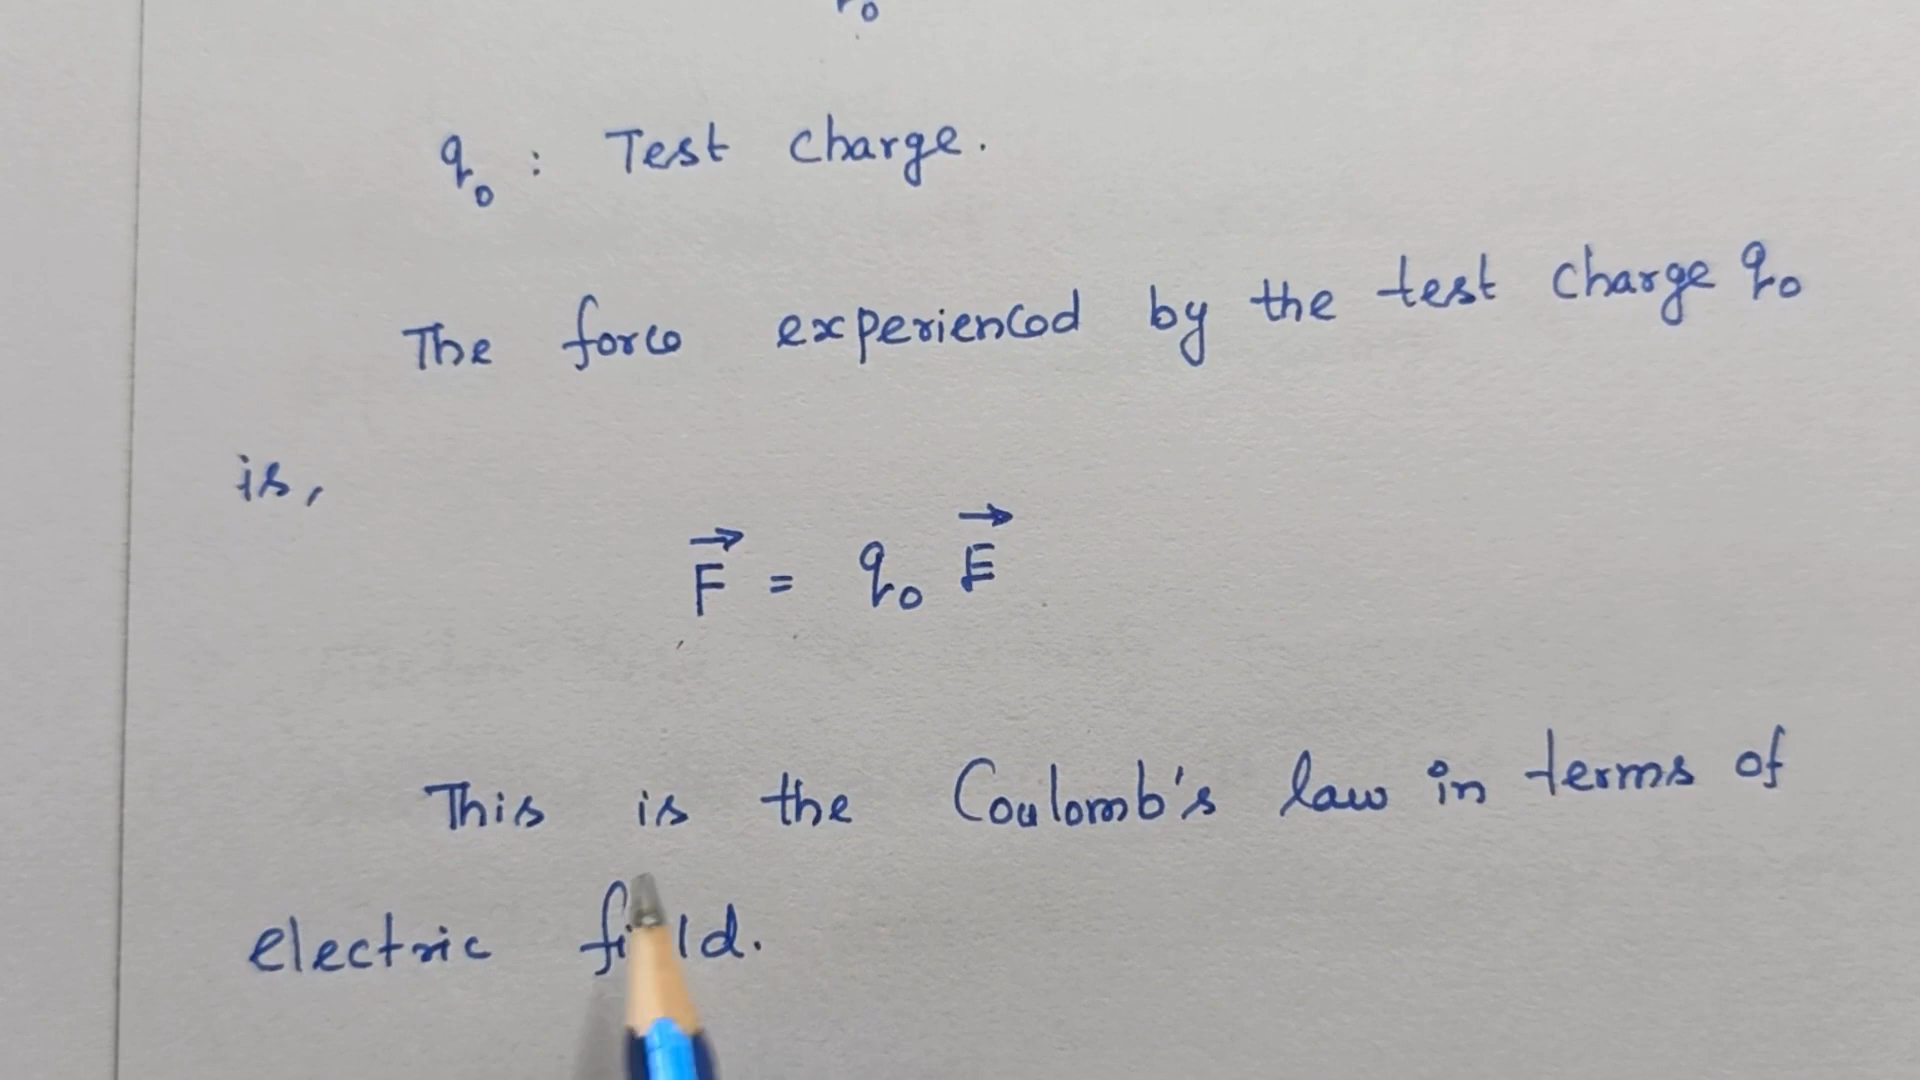 q₀ : Test charge.
The force experienced by the test charge q₀
is,
F⃗ = q₀ E⃗
This is the Coulomb's law in terms of
electric